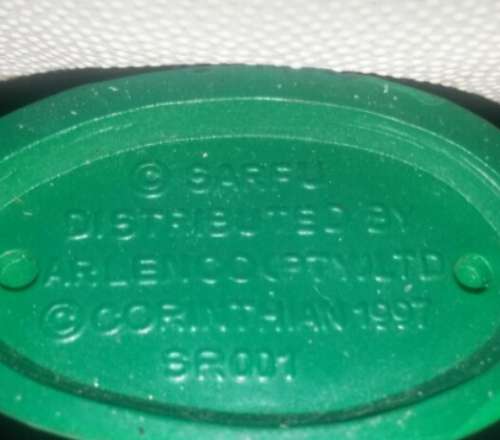 © SARFU
DISTRIBUTED BY
ARLENCO (PTY) LTD
© CORINTHIAN 1997
SR001